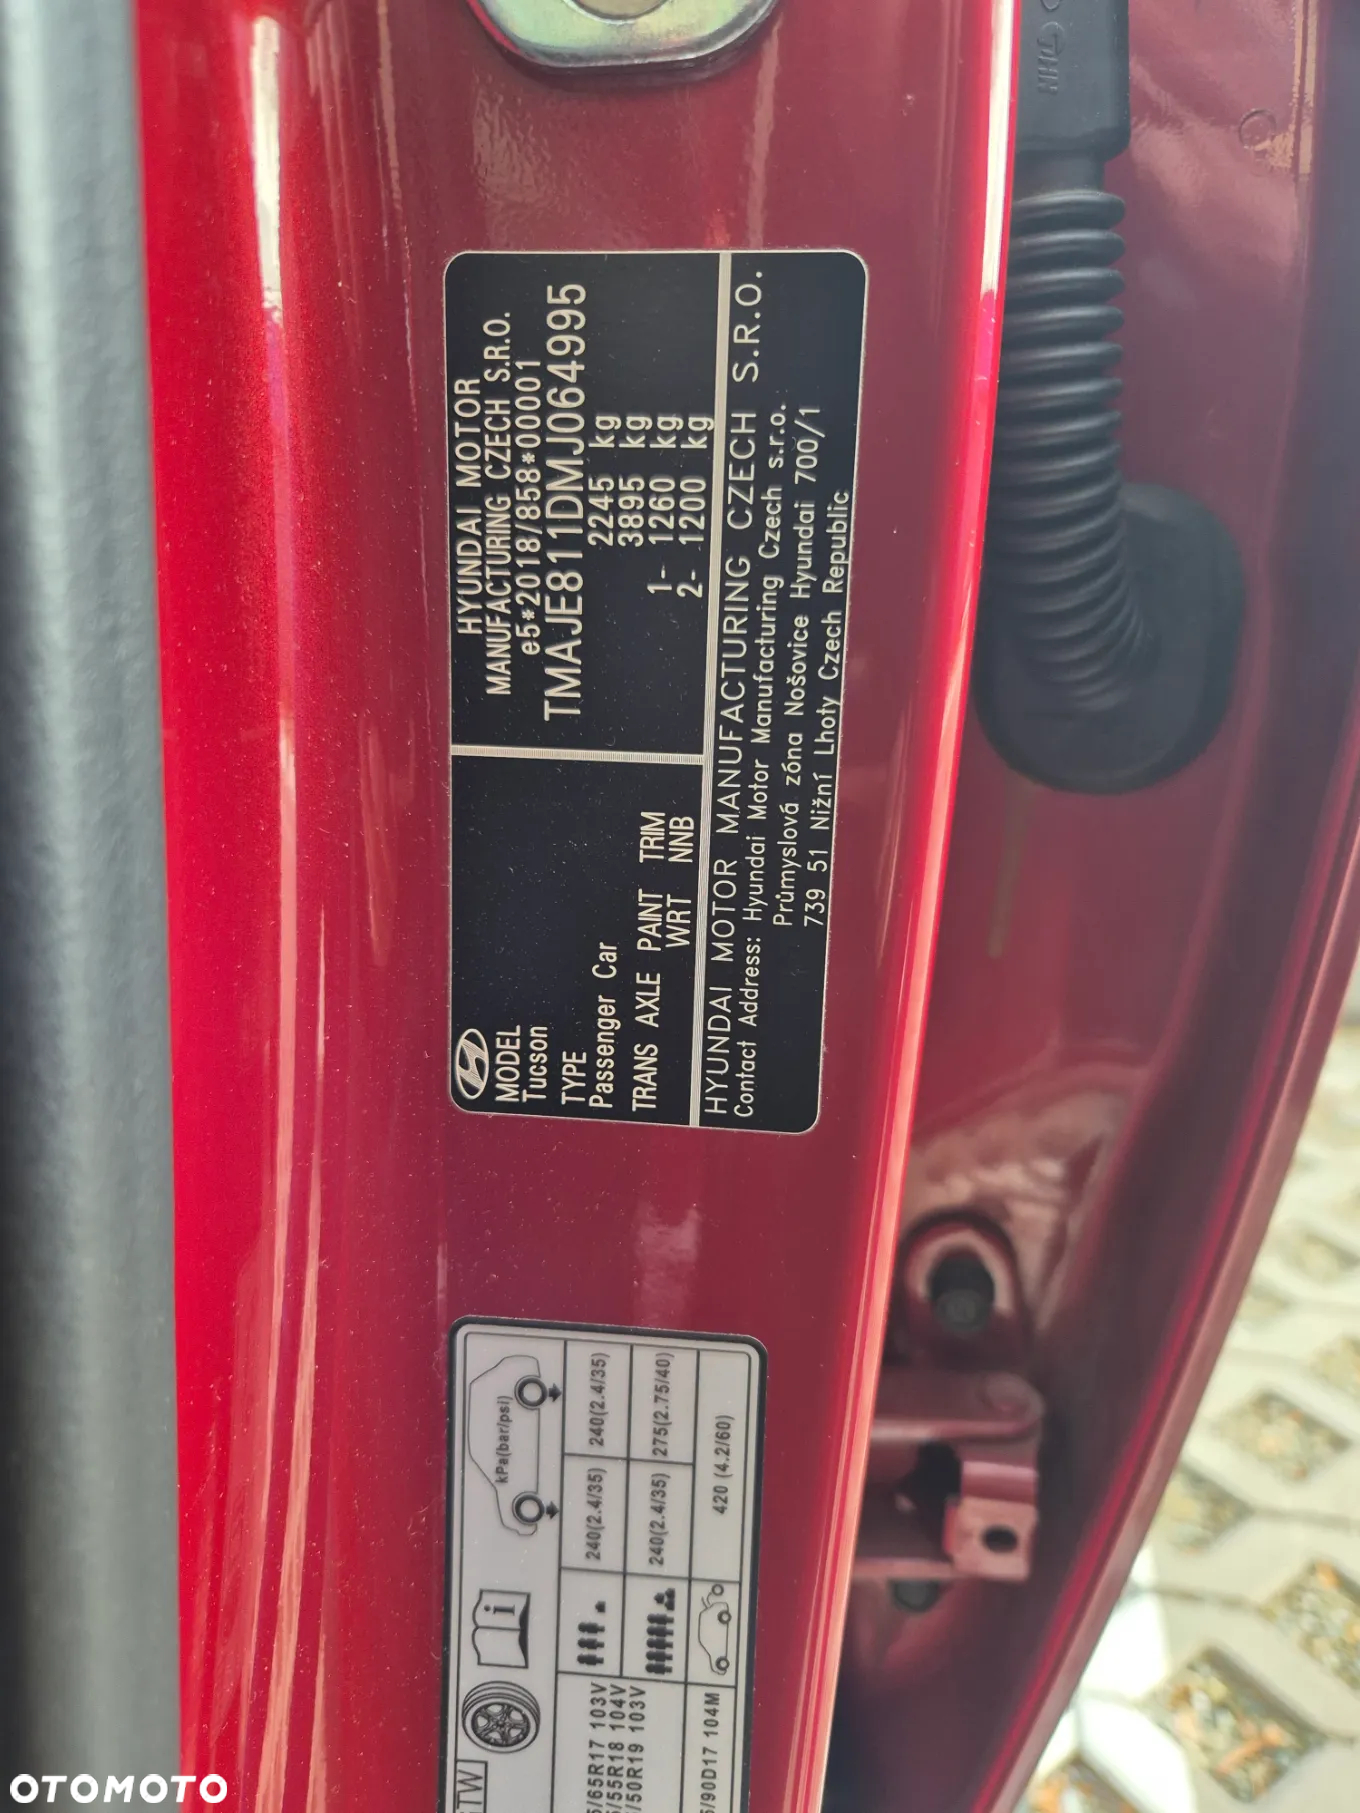 HYUNDAI MOTOR
MANUFACTURING CZECH S.R.O.
e5*2018/858*00001
TMAJE811DMJ064995
2245 kg
3895 kg
1- 1260 kg
2- 1200 kg
MODEL
Tucson
TYPE
Passenger Car
TRANS AXLE PAINT TRIM
WRT NNB
HYUNDAI MOTOR MANUFACTURING CZECH S.R.O.
Contact Address: Hyundai Motor Manufacturing Czech s.r.o.
Průmyslová zóna Nošovice Hyundai 700/1
739 51 Nižní Lhoty Czech Republic
kPa(bar/psi)
240(2.4/35) 240(2.4/35)
240(2.4/35) 275(2.75/40)
420 (4.2/60)
i
/65R17 103V
/55R18 104V
/50R19 103V
/90D17 104M
OTOMOTO